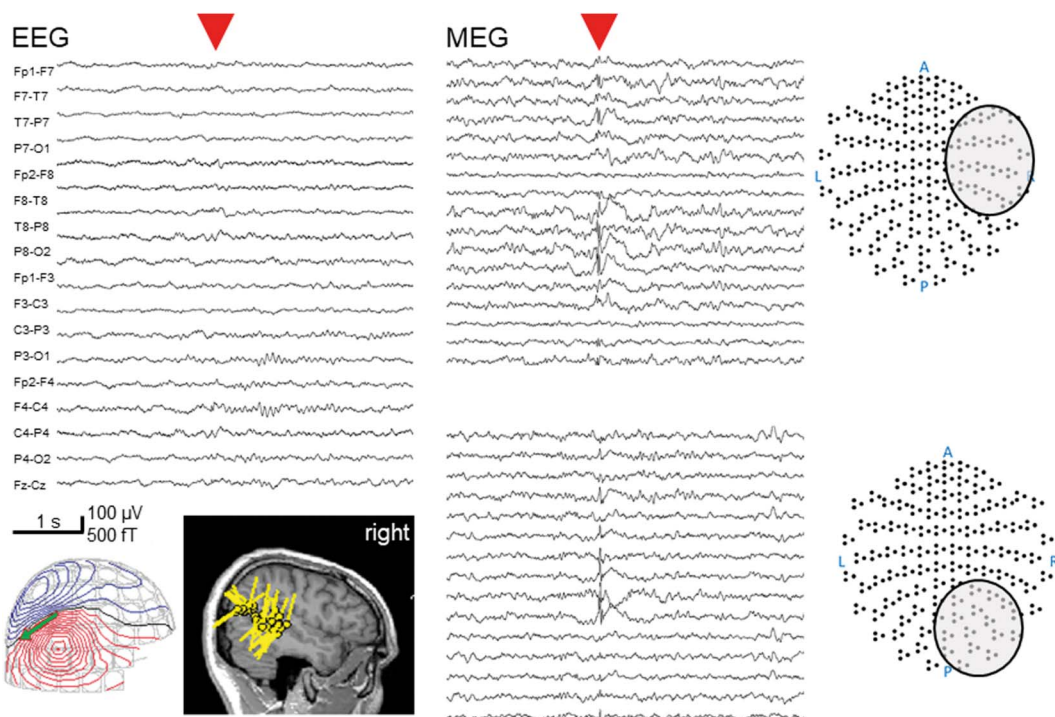 EEG
Fp1-F7
F7-T7
T7-P7
P7-O1
Fp2-F8
F8-T8
T8-P8
P8-O2
Fp1-F3
F3-C3
C3-P3
P3-O1
Fp2-F4
F4-C4
C4-P4
P4-O2
Fz-Cz
1 s
100 µV
500 fT
right
MEG
A
L
R
P
A
L
R
P